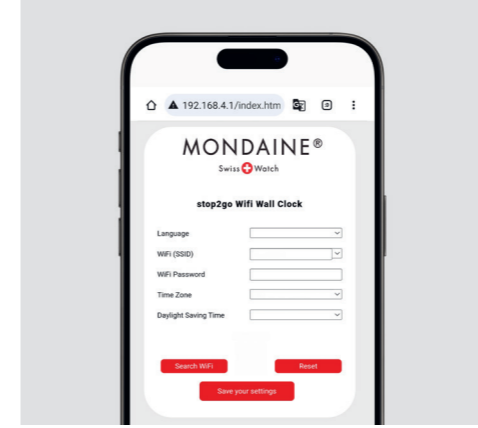 192.168.4.1/index.htm
MONDAINE®
Swiss Watch
stop2go Wifi Wall Clock
Language
WiFi (SSID)
WiFi Password
Time Zone
Daylight Saving Time
Search WiFi
Reset
Save your settings